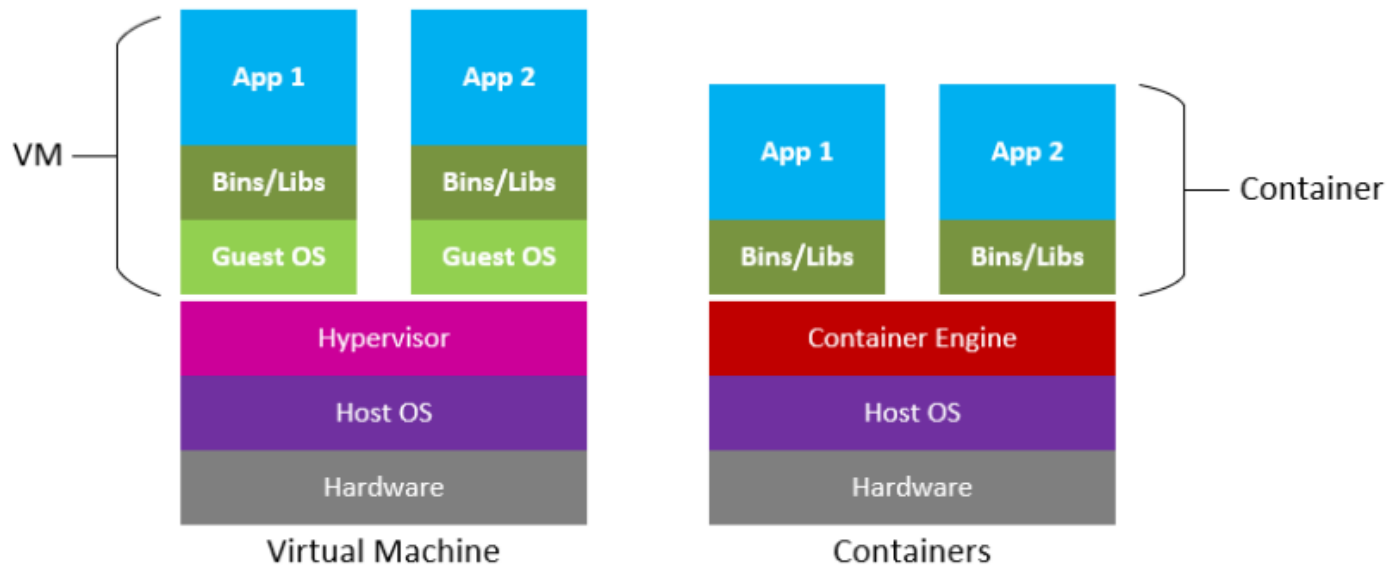 VM
App 1
App 2
Bins/Libs
Bins/Libs
Guest OS
Guest OS
Hypervisor
Host OS
Hardware
Virtual Machine
App 1
App 2
Bins/Libs
Bins/Libs
Container
Container Engine
Host OS
Hardware
Containers